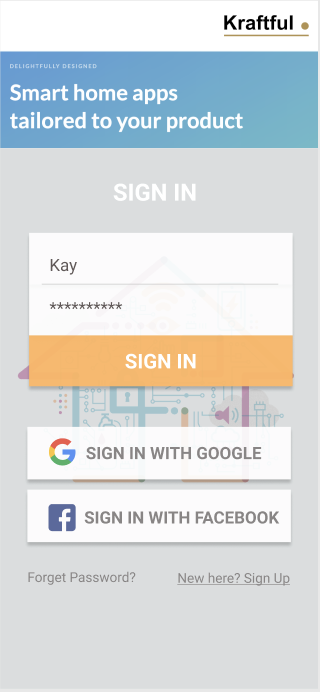 Kraftful
DELIGHTFULLY DESIGNED
Smart home apps
tailored to your product
SIGN IN
Kay
**********
SIGN IN
SIGN IN WITH GOOGLE
SIGN IN WITH FACEBOOK
Forget Password? New here? Sign Up